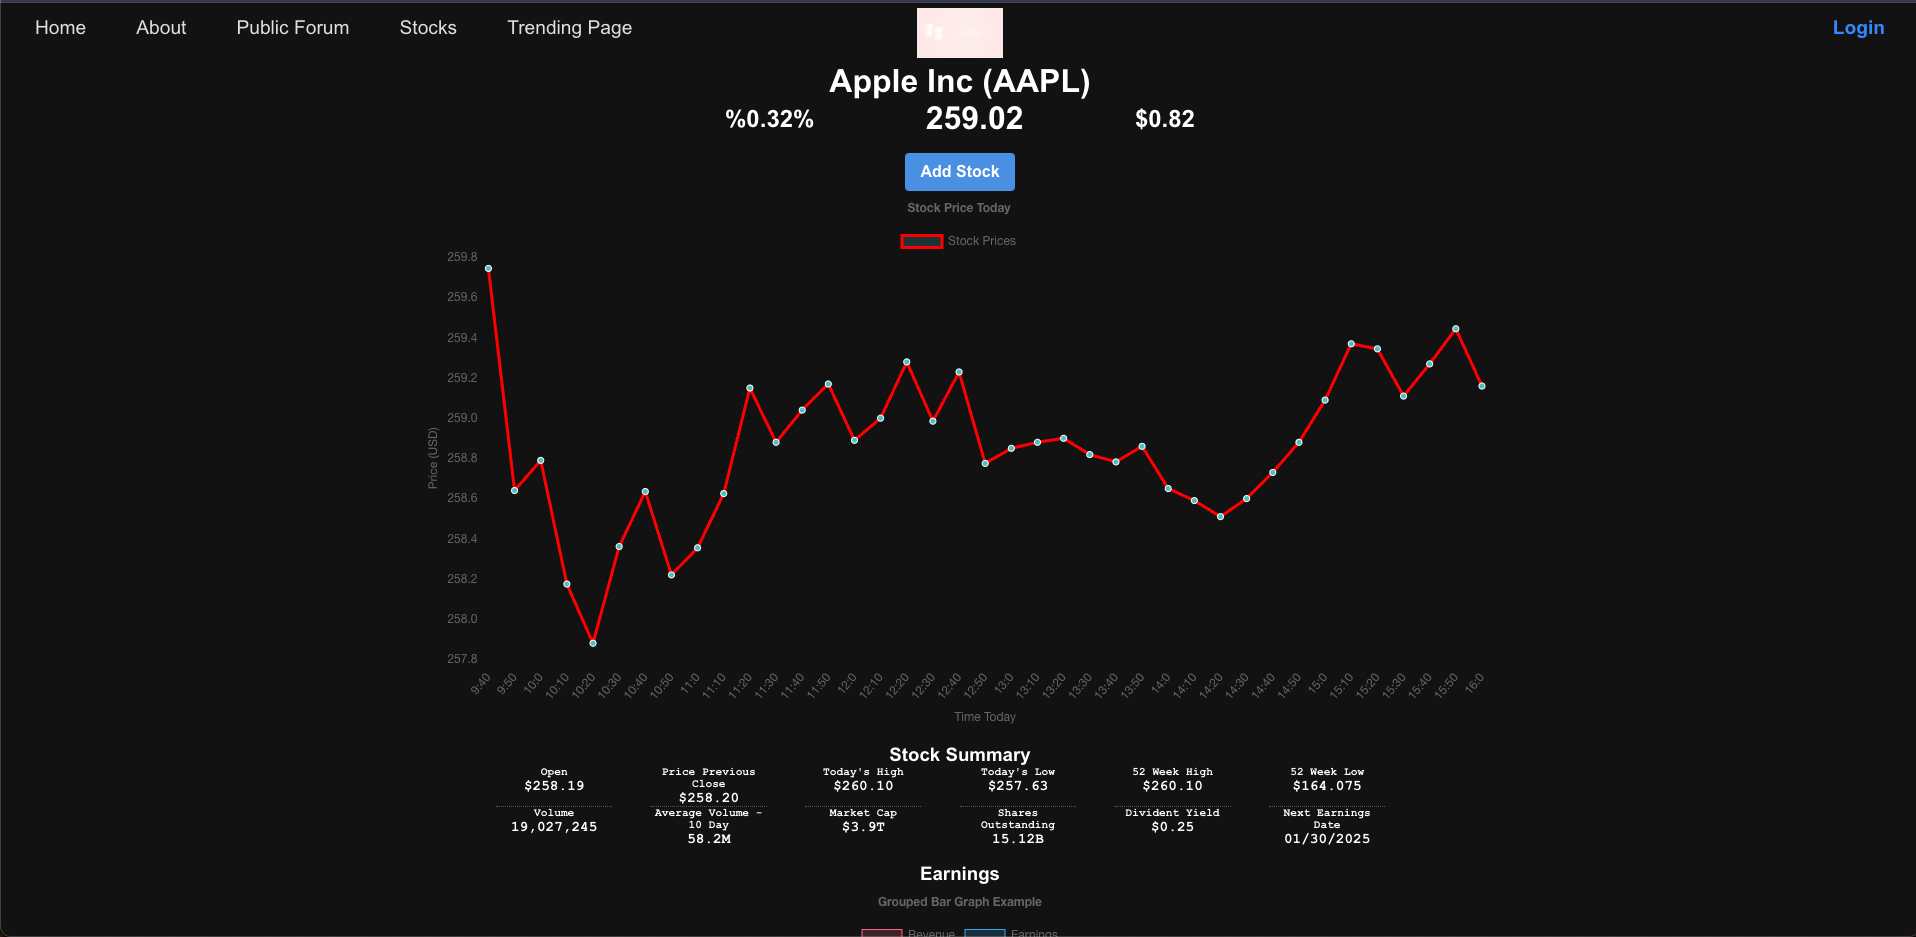 Home About Public Forum Stocks Trending Page Login
Apple Inc (AAPL)
%0.32% 259.02 $0.82
Add Stock
Stock Price Today
Stock Prices
259.8
259.6
259.4
259.2
259.0
258.8
258.6
258.4
258.2
258.0
257.8
Price (USD)
9:40 9:50 10:0 10:10 10:20 10:30 10:40 10:50 11:0 11:10 11:20 11:30 11:40 11:50 12:0 12:10 12:20 12:30 12:40 12:50 13:0 13:10 13:20 13:30 13:40 13:50 14:0 14:10 14:20 14:30 14:40 14:50 15:0 15:10 15:20 15:30 15:40 15:50 16:0
Time Today
Stock Summary
Open
$258.19
Price Previous
Close
$258.20
Today's High
$260.10
Today's Low
$257.63
52 Week High
$260.10
52 Week Low
$164.075
Volume
19,027,245
Average Volume -
10 Day
58.2M
Market Cap
$3.9T
Shares
Outstanding
15.12B
Divident Yield
$0.25
Next Earnings
Date
01/30/2025
Earnings
Grouped Bar Graph Example
Revenue Earnings